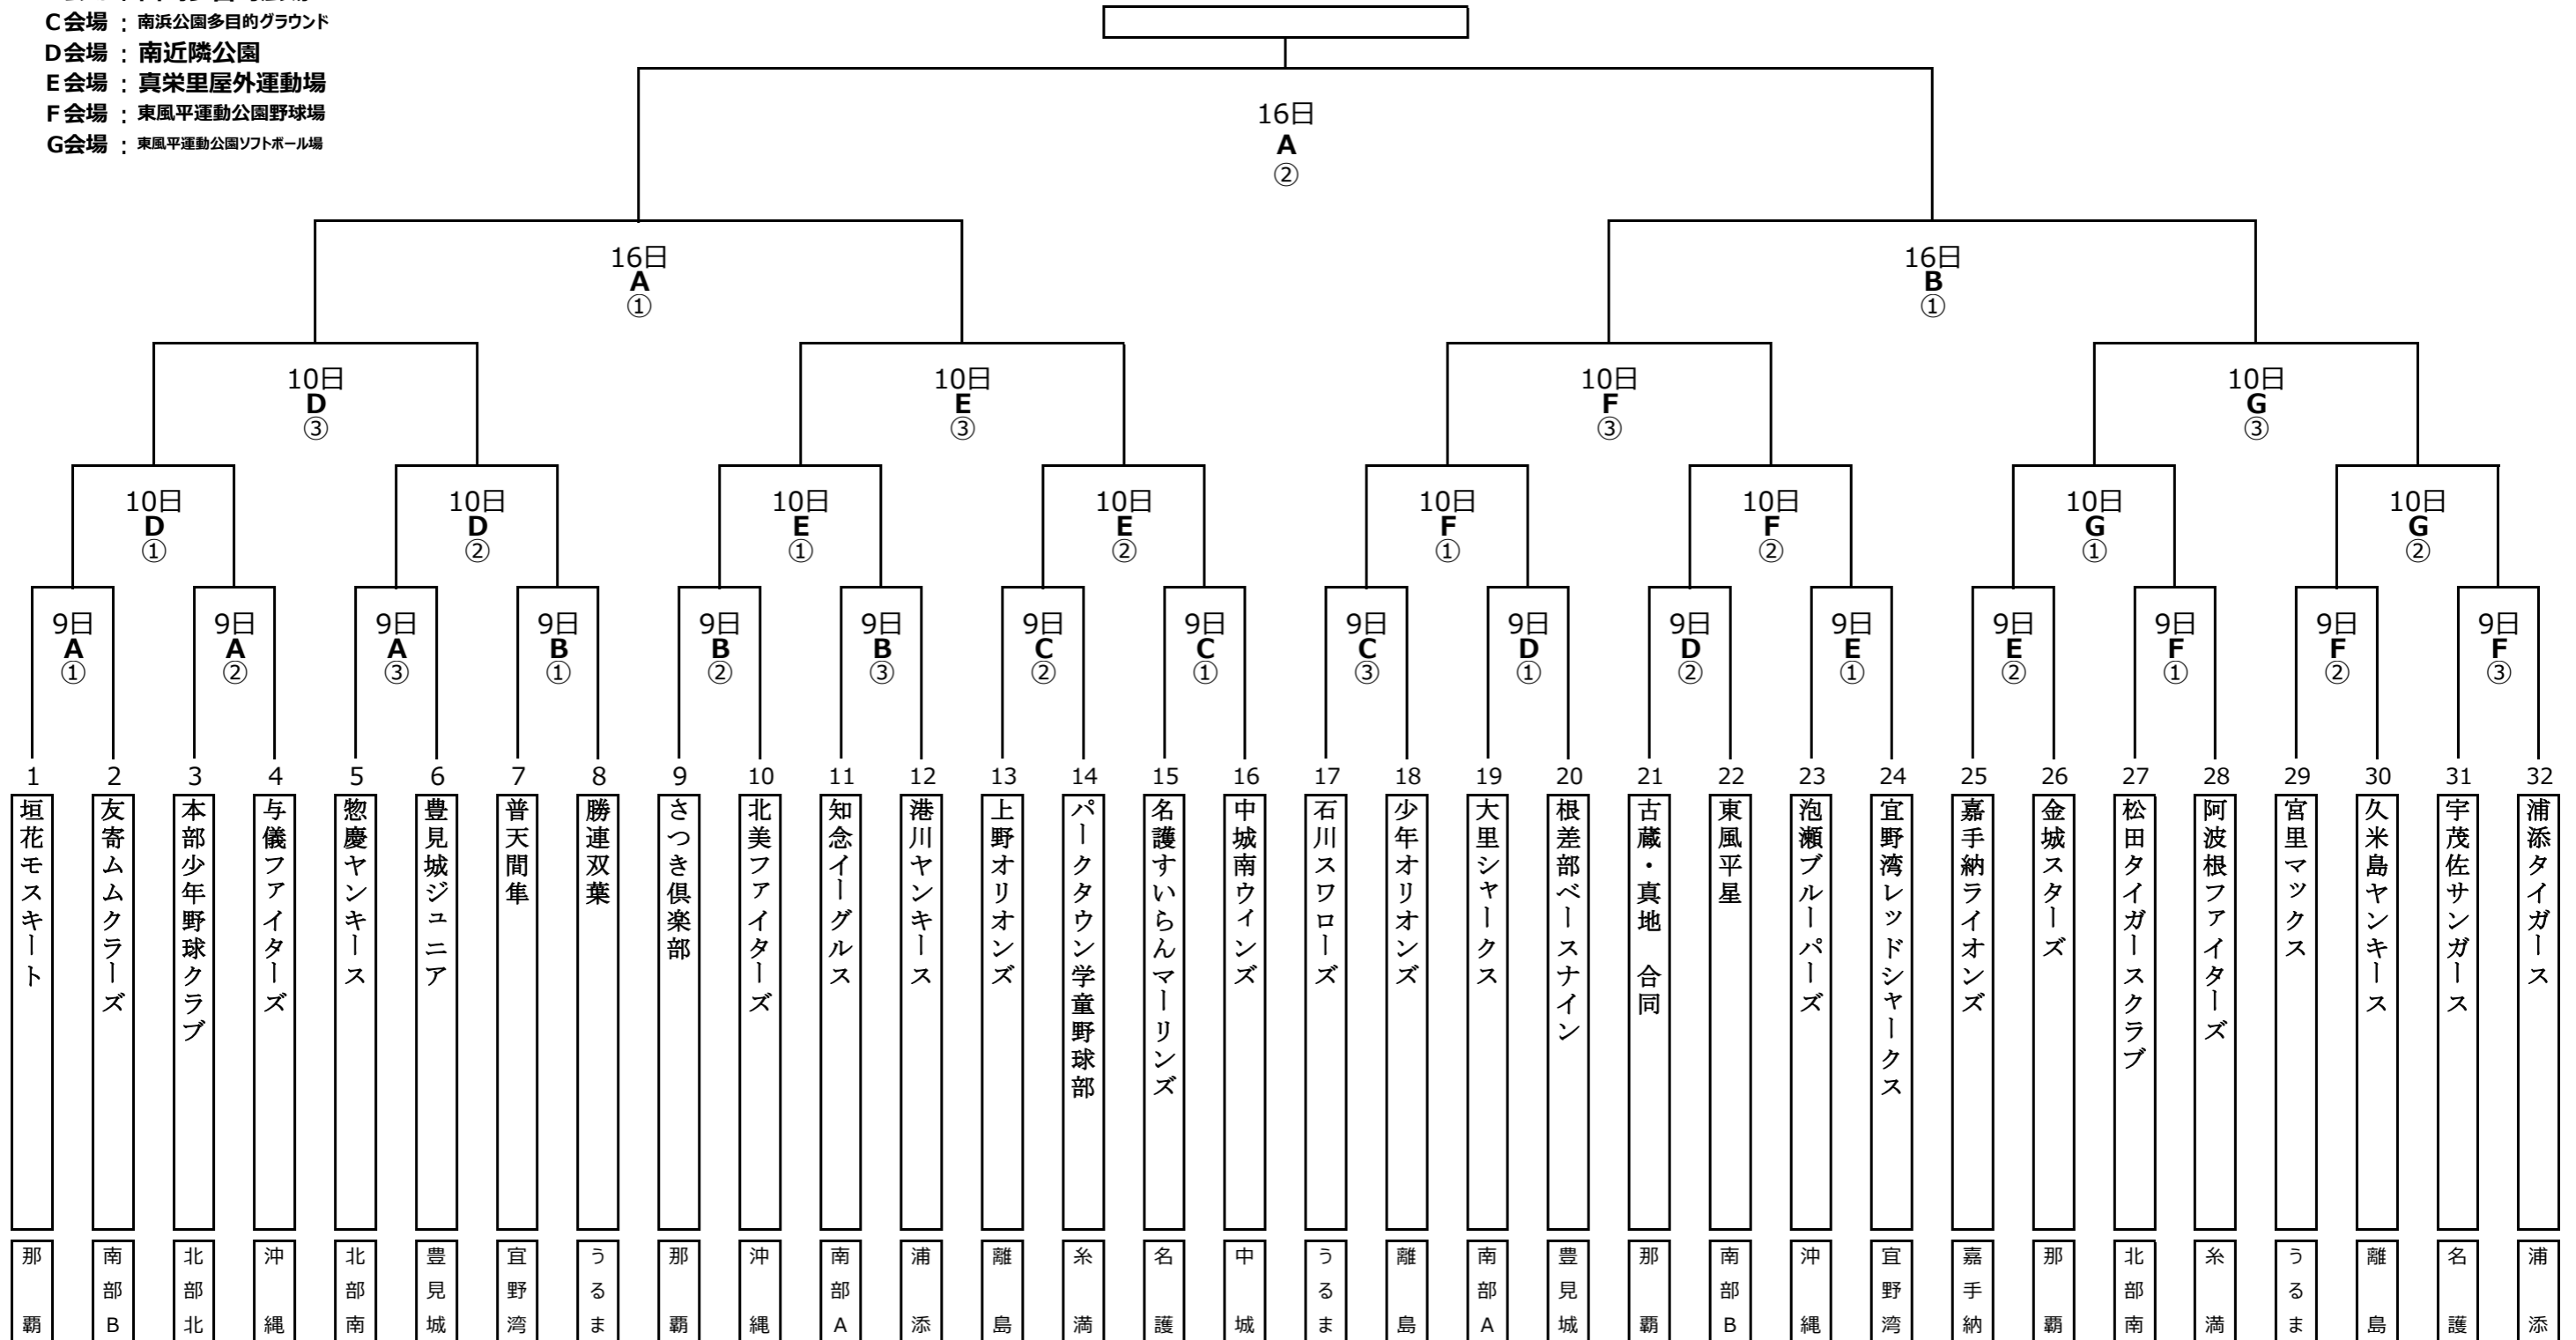 C会場 : 南浜公園多目的グラウンド
D会場 : 南近隣公園
E会場 : 真栄里屋外運動場
F会場 : 東風平運動公園野球場
G会場 : 東風平運動公園ソフトボール場
16日
A
②
16日
A
①
16日
B
①
10日
D
③
10日
E
③
10日
F
③
10日
G
③
10日
D
①
10日
D
②
10日
E
①
10日
E
②
10日
F
①
10日
F
②
10日
G
①
10日
G
②
9日
A
①
9日
A
②
9日
A
③
9日
B
①
9日
B
②
9日
B
③
9日
C
②
9日
C
①
9日
C
③
9日
D
①
9日
D
②
9日
E
①
9日
E
②
9日
F
①
9日
F
②
9日
F
③
1
垣花モスキート
那覇
2
友寄ムムクラーズ
南部B
3
本部少年野球クラブ
北部北
4
与儀ファイターズ
沖縄
5
惣慶ヤンキース
北部南
6
豊見城ジュニア
豊見城
7
普天間隼
宜野湾
8
勝連双葉
うるま
9
さつき倶楽部
那覇
10
北美ファイターズ
沖縄
11
知念イーグルス
南部A
12
港川ヤンキース
浦添
13
上野オリオンズ
離島
14
パークタウン学童野球部
糸満
15
名護すいらんマーリンズ
名護
16
中城南ウィンズ
中城
17
石川スワローズ
うるま
18
少年オリオンズ
離島
19
大里シャークス
南部A
20
根差部ベースナイン
豊見城
21
古蔵・真地 合同
那覇
22
東風平星
南部B
23
泡瀬ブルーパーズ
沖縄
24
宜野湾レッドシャークス
宜野湾
25
嘉手納ライオンズ
嘉手納
26
金城スターズ
那覇
27
松田タイガースクラブ
北部南
28
阿波根ファイターズ
糸満
29
宮里マックス
うるま
30
久米島ヤンキース
離島
31
宇茂佐サンガース
名護
32
浦添タイガース
浦添